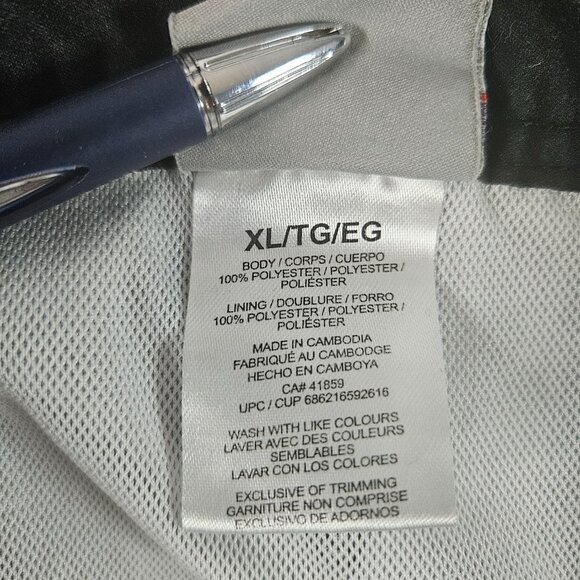 XL/TG/EG
BODY / CORPS / CUERPO
100% POLYESTER / POLYESTER /
POLIÉSTER
LINING / DOUBLURE / FORRO
100% POLYESTER / POLYESTER /
POLIÉSTER
MADE IN CAMBODIA
FABRIQUÉ AU CAMBODGE
HECHO EN CAMBOYA
CA# 41859
UPC / CUP 686216592616
WASH WITH LIKE COLOURS
LAVER AVEC DES COULEURS
SEMBLABLES
LAVAR CON LOS COLORES
EXCLUSIVE OF TRIMMING
GARNITURE NON COMPRISE
EXCLUSIVO DE ADORNOS